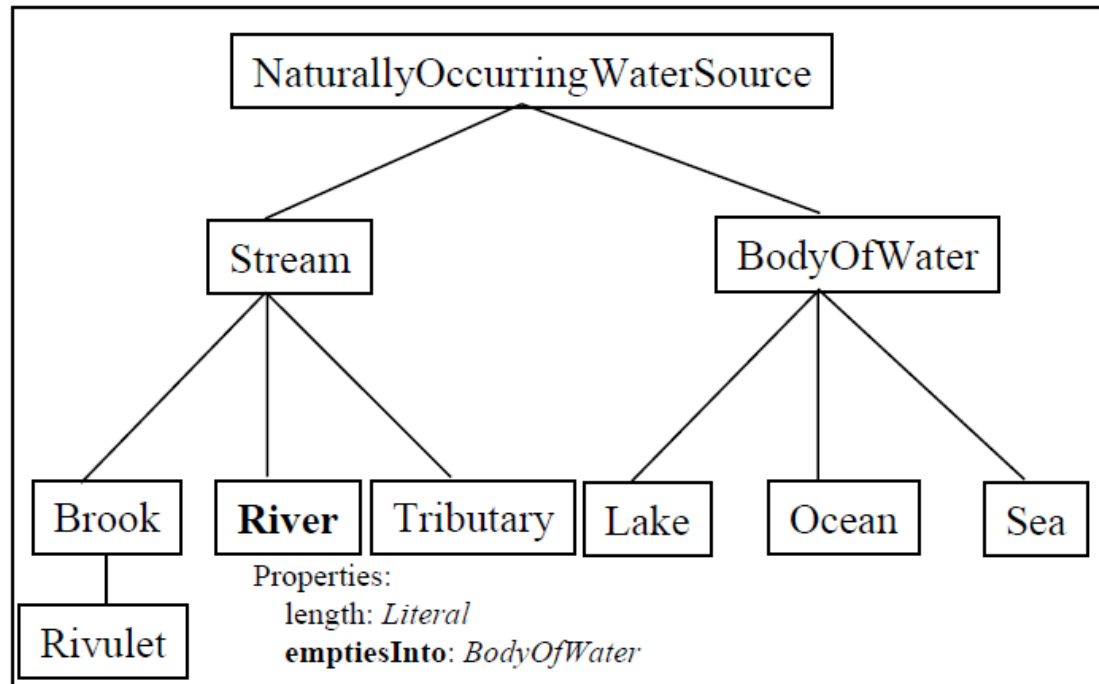 NaturallyOccurringWaterSource
Stream
BodyOfWater
Brook
River
Tributary
Lake
Ocean
Sea
Properties:
length: Literal
emptiesInto: BodyOfWater
Rivulet